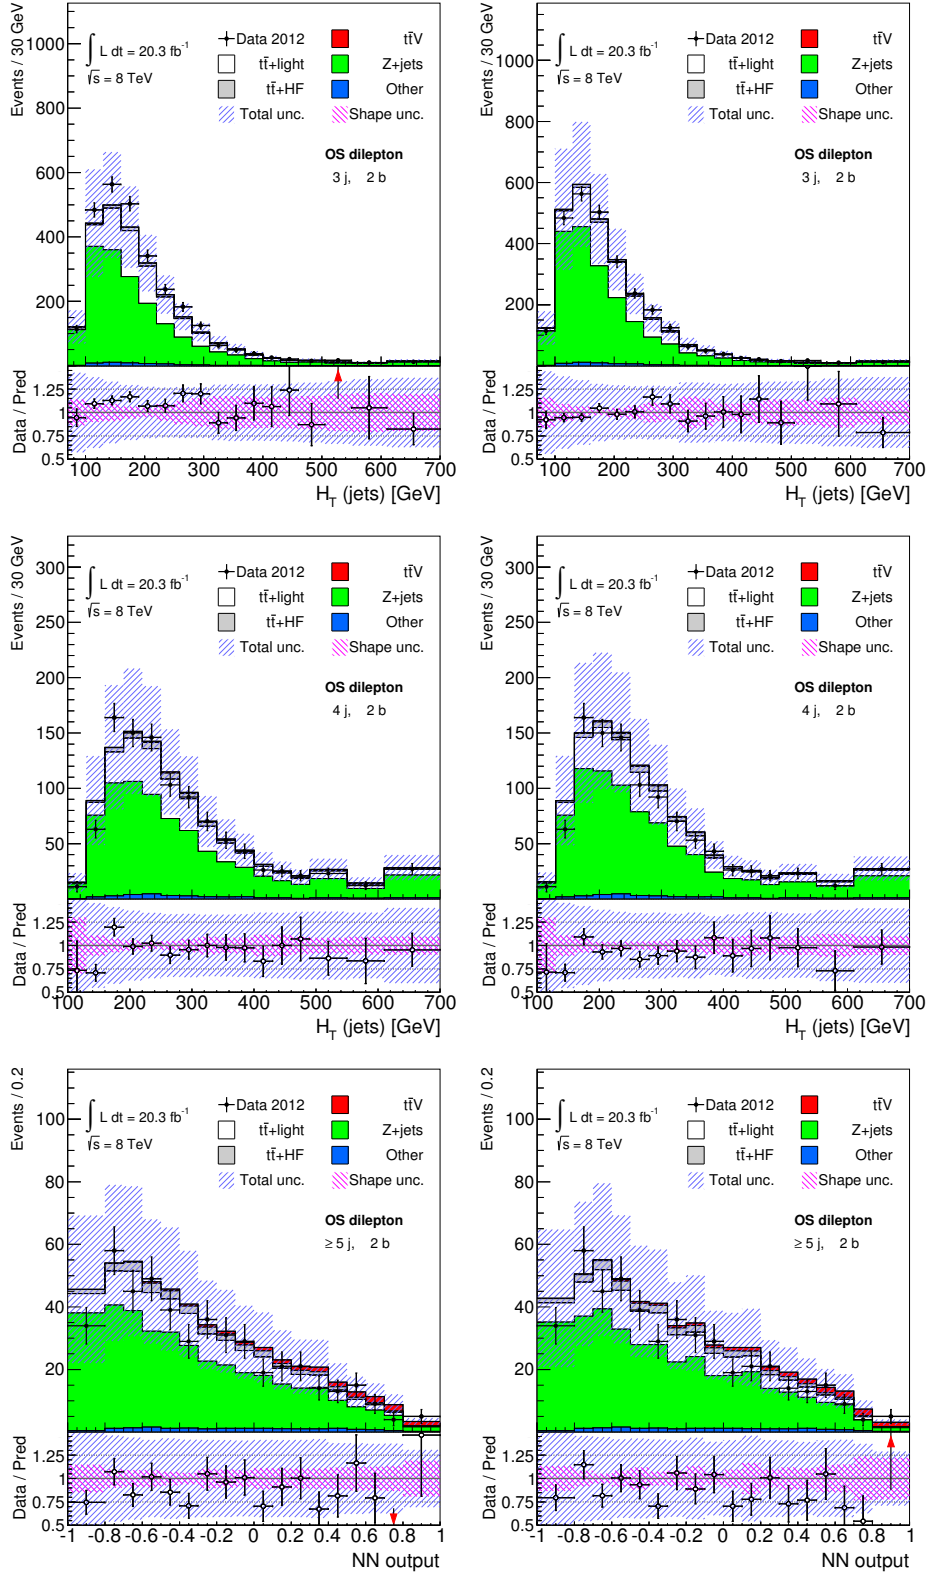 Events / 30 GeV
1000
800
600
400
200
∫ L dt = 20.3 fb⁻¹
√s = 8 TeV
Data 2012
tt̄V
tt̄+light
Z+jets
tt̄+HF
Other
Total unc.
Shape unc.
OS dilepton
3 j, 2 b
Data / Pred
1.25
1
0.75
0.5
100 200 300 400 500 600 700
H_T (jets) [GeV]
Events / 30 GeV
1000
800
600
400
200
∫ L dt = 20.3 fb⁻¹
√s = 8 TeV
Data 2012
tt̄V
tt̄+light
Z+jets
tt̄+HF
Other
Total unc.
Shape unc.
OS dilepton
3 j, 2 b
Data / Pred
1.25
1
0.75
0.5
100 200 300 400 500 600 700
H_T (jets) [GeV]
Events / 30 GeV
300
250
200
150
100
50
∫ L dt = 20.3 fb⁻¹
√s = 8 TeV
Data 2012
tt̄V
tt̄+light
Z+jets
tt̄+HF
Other
Total unc.
Shape unc.
OS dilepton
4 j, 2 b
Data / Pred
1.25
1
0.75
0.5
100 200 300 400 500 600 700
H_T (jets) [GeV]
Events / 30 GeV
300
250
200
150
100
50
∫ L dt = 20.3 fb⁻¹
√s = 8 TeV
Data 2012
tt̄V
tt̄+light
Z+jets
tt̄+HF
Other
Total unc.
Shape unc.
OS dilepton
4 j, 2 b
Data / Pred
1.25
1
0.75
0.5
100 200 300 400 500 600 700
H_T (jets) [GeV]
Events / 0.2
100
80
60
40
20
∫ L dt = 20.3 fb⁻¹
√s = 8 TeV
Data 2012
tt̄V
tt̄+light
Z+jets
tt̄+HF
Other
Total unc.
Shape unc.
OS dilepton
≥ 5 j, 2 b
Data / Pred
1.25
1
0.75
0.5
-1 -0.8 -0.6 -0.4 -0.2 0 0.2 0.4 0.6 0.8 1
NN output
Events / 0.2
100
80
60
40
20
∫ L dt = 20.3 fb⁻¹
√s = 8 TeV
Data 2012
tt̄V
tt̄+light
Z+jets
tt̄+HF
Other
Total unc.
Shape unc.
OS dilepton
≥ 5 j, 2 b
Data / Pred
1.25
1
0.75
0.5
-1 -0.8 -0.6 -0.4 -0.2 0 0.2 0.4 0.6 0.8 1
NN output